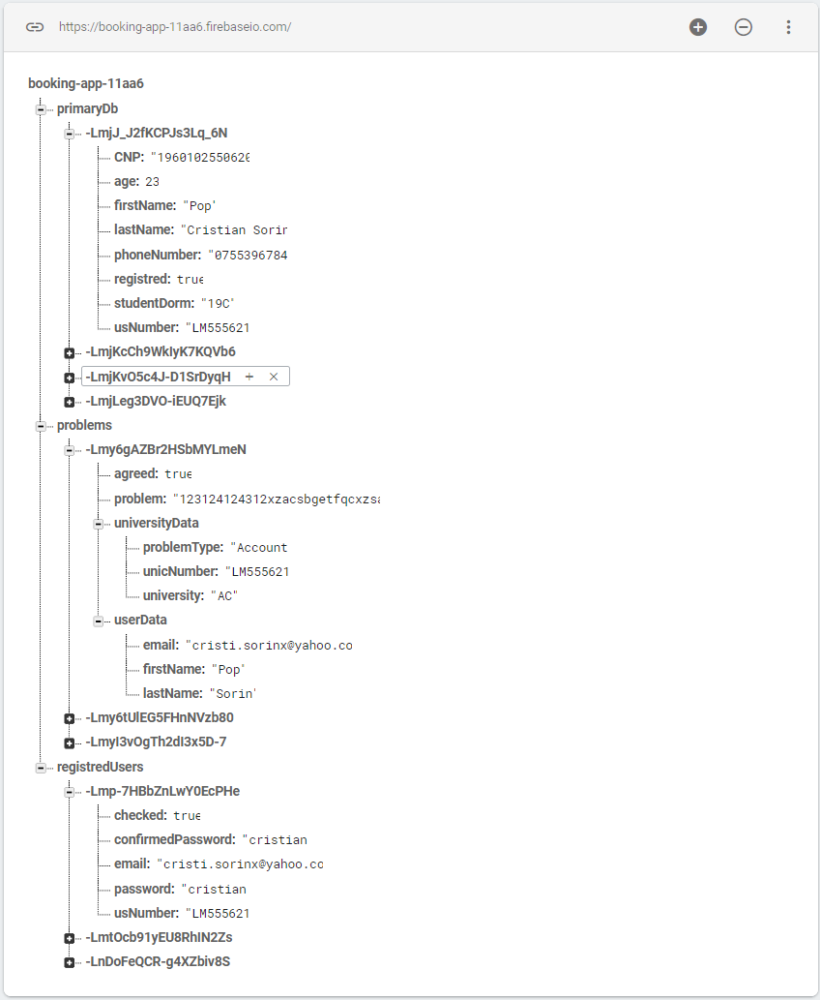 https://booking-app-11aa6.firebaseio.com/
booking-app-11aa6
primaryDb
-LmjJ_J2fKCPJs3Lq_6N
CNP: "1960102550620
age: 23
firstName: "Pop"
lastName: "Cristian Sorin
phoneNumber: "0755396784
registred: true
studentDorm: "19C"
usNumber: "LM555621
-LmjKcCh9WkIyK7KQVb6
-LmjKvO5c4J-D1SrDyqH
-LmjLeg3DVO-iEUQ7Ejk
problems
-Lmy6gAZBr2HSbMYLmeN
agreed: true
problem: "123124124312xzacsbgetfqcxzsa
universityData
problemType: "Account
unicNumber: "LM555621
university: "AC"
userData
email: "cristi.sorinx@yahoo.co
firstName: "Pop"
lastName: "Sorin"
-Lmy6tUlEG5FHnNVzb80
-LmyI3vOgTh2dI3x5D-7
registredUsers
-Lmp-7HBbZnLwY0EcPHe
checked: true
confirmedPassword: "cristian
email: "cristi.sorinx@yahoo.co
password: "cristian
usNumber: "LM555621
-LmtOcb91yEU8RhIN2Zs
-LnDoFeQCR-g4XZbiv8S